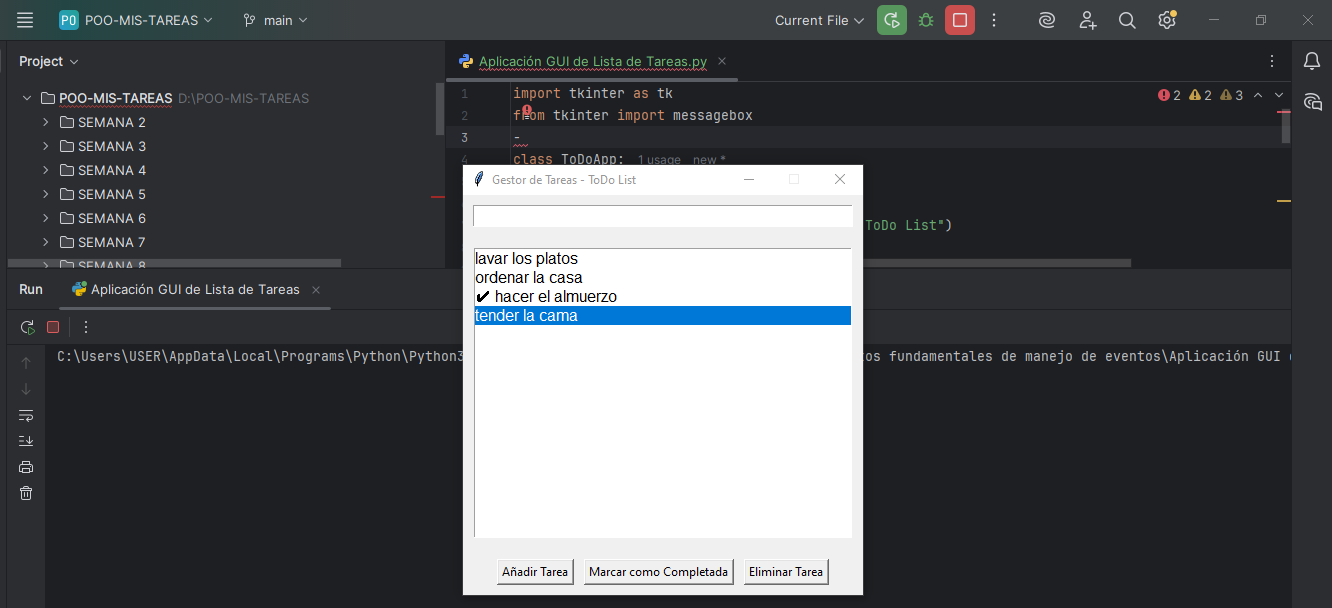 PO POO-MIS-TAREAS main Current File
Project
Aplicación GUI de Lista de Tareas.py
POO-MIS-TAREAS D:\POO-MIS-TAREAS
SEMANA 2
SEMANA 3
SEMANA 4
SEMANA 5
SEMANA 6
SEMANA 7
SEMANA 8
1 import tkinter as tk
2 2 3
2 from tkinter import messagebox
3 -
4 class ToDoApp: 1 usage new *
ToDo List")
Run Aplicación GUI de Lista de Tareas
C:\Users\USER\AppData\Local\Programs\Python\Python3
os fundamentales de manejo de eventos\Aplicación GUI
Gestor de Tareas - ToDo List
lavar los platos
ordenar la casa
✔ hacer el almuerzo
tender la cama
Añadir Tarea Marcar como Completada Eliminar Tarea